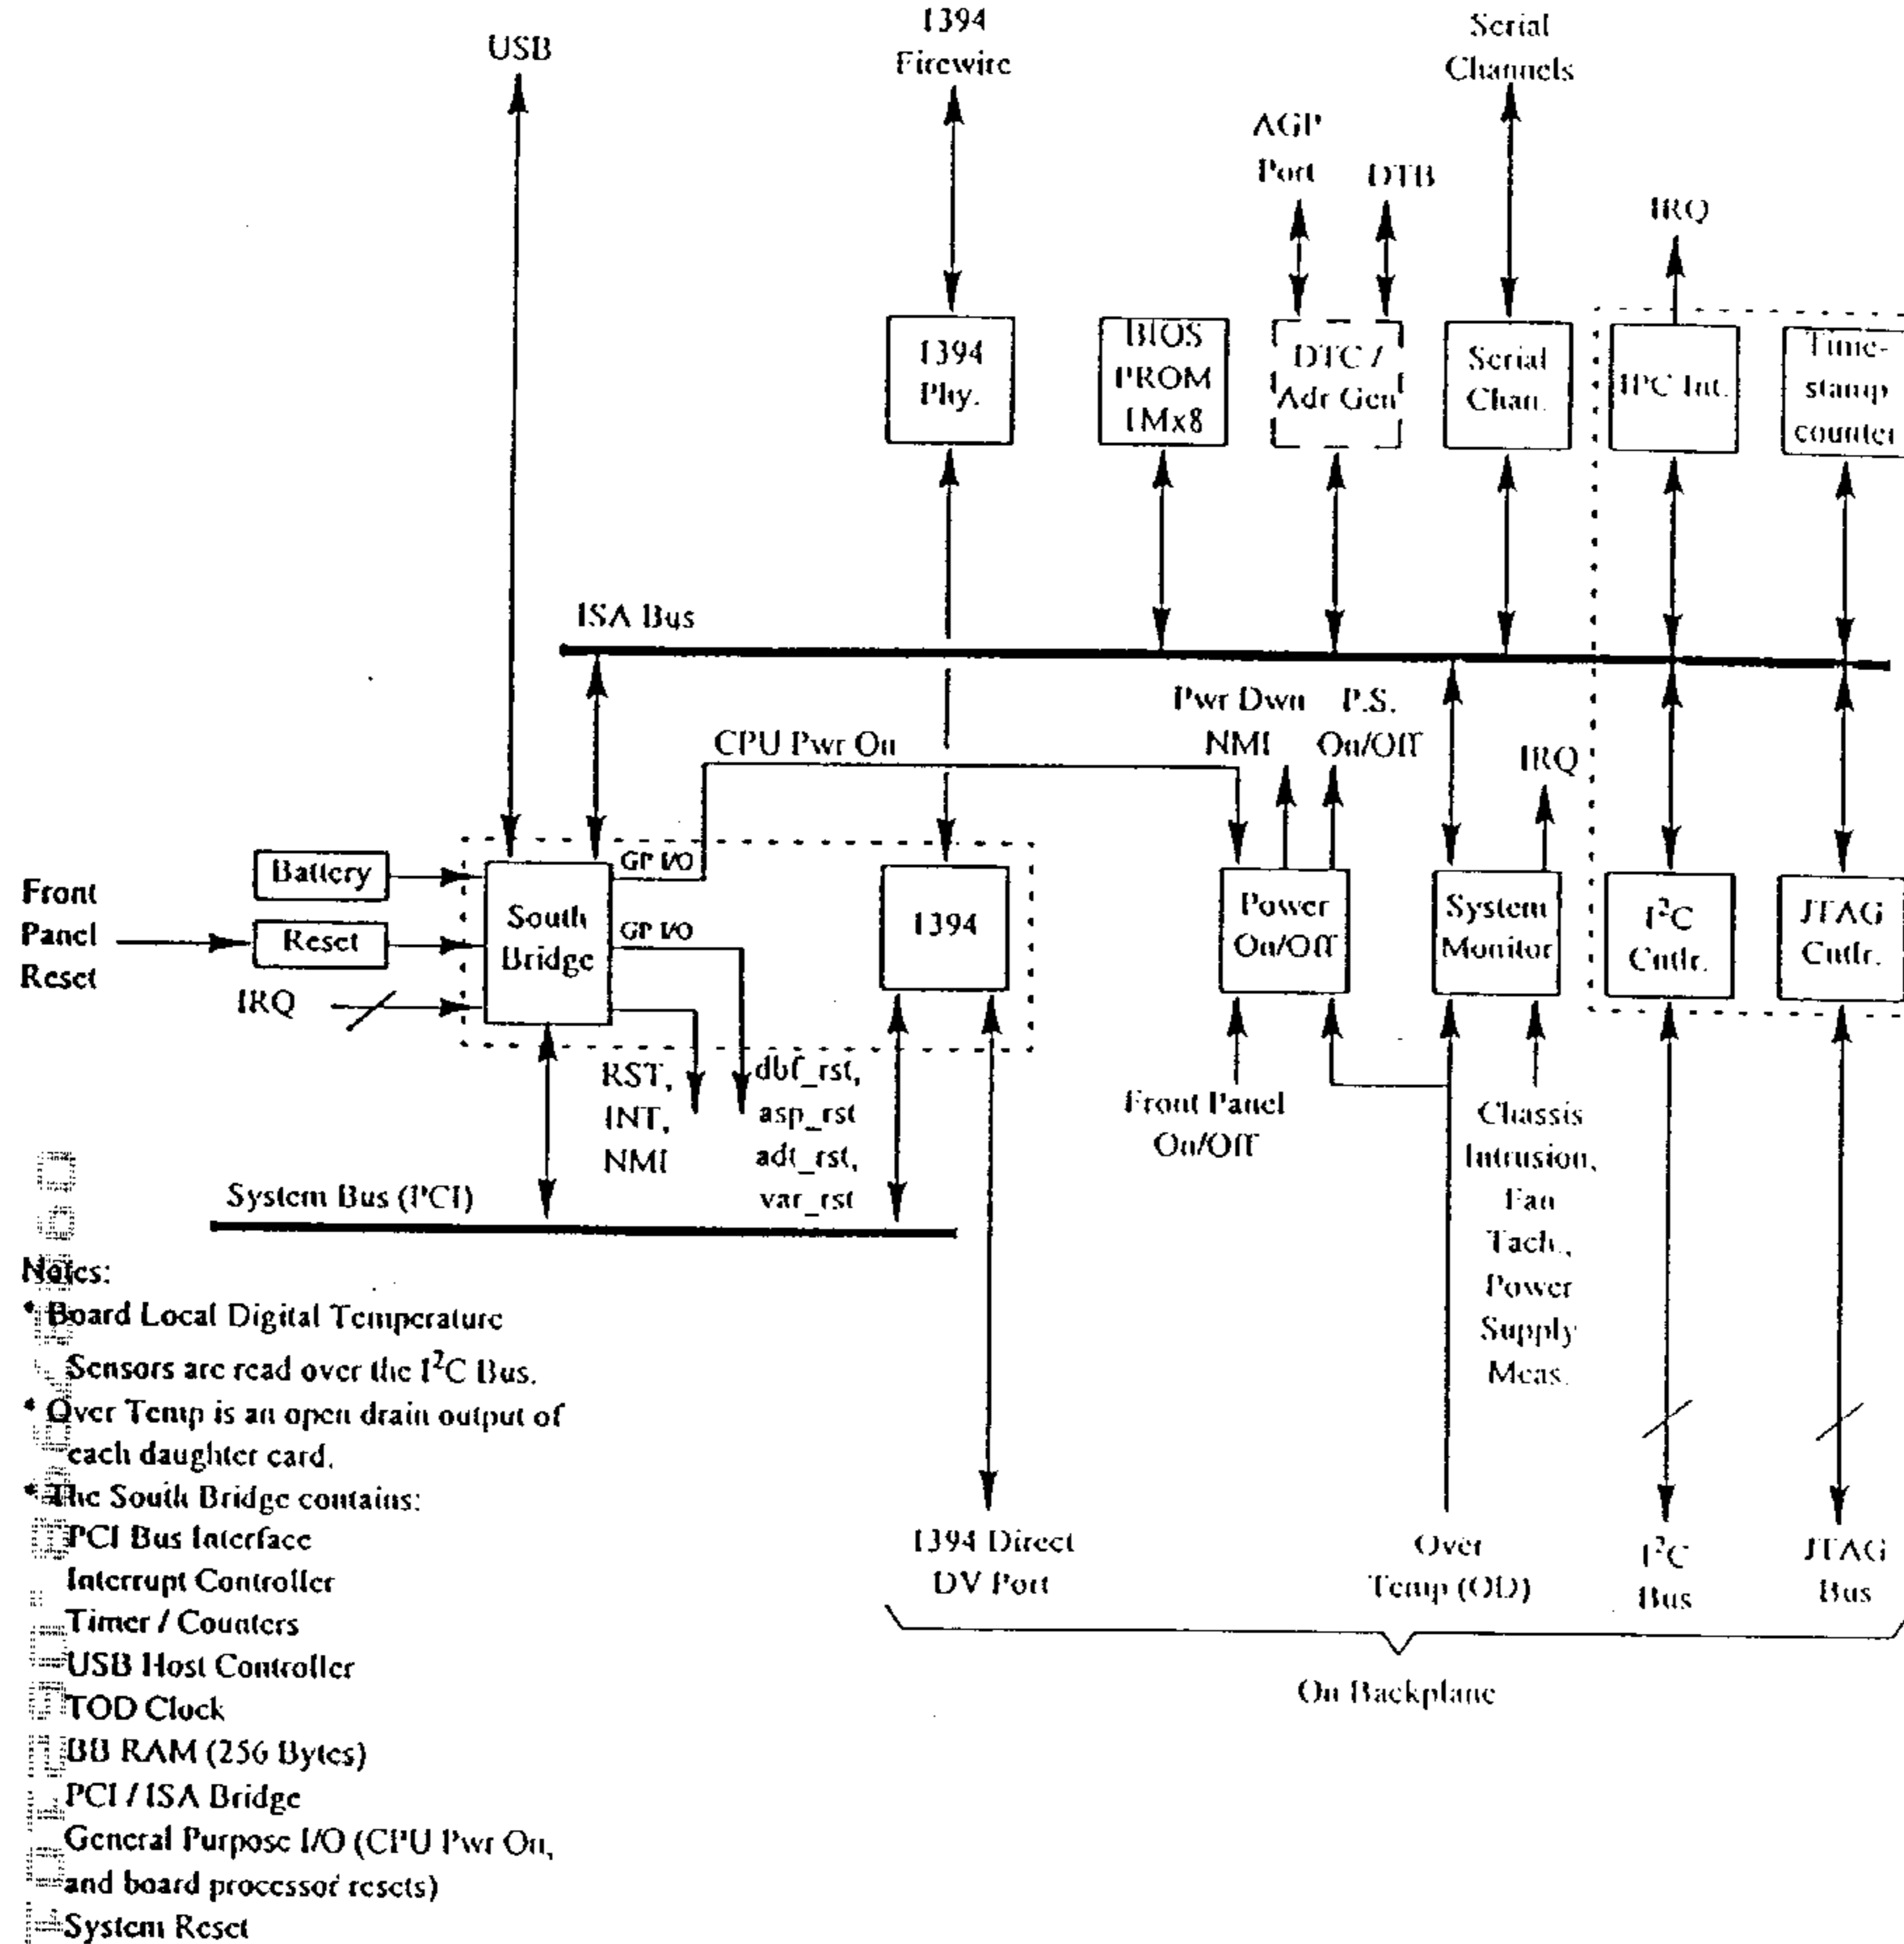 USB
1394
Firewire
Serial
Channels
AGP
Port
DTB
IRQ
1394
Phy.
BIOS
PROM
1Mx8
DTC /
Adr Gen
Serial
Chan.
IPC Int.
Time-
stamp
counter
ISA Bus
CPU Pwr On
Pwr Dwn
NMI
P.S.
On/Off
IRQ
Front
Panel
Reset
Battery
Reset
IRQ
South
Bridge
GP I/O
GP I/O
1394
Power
On/Off
System
Monitor
I²C
Cntlr.
JTAG
Cntlr.
RST,
INT,
NMI
dbf_rst,
asp_rst
adt_rst,
var_rst
Front Panel
On/Off
Chassis
Intrusion,
Fan
Tach.,
Power
Supply
Meas.
System Bus (PCI)
1394 Direct
DV Port
Over
Temp (OD)
I²C
Bus
JTAG
Bus
On Backplane
Notes:
* Board Local Digital Temperature
Sensors are read over the I²C Bus.
* Over Temp is an open drain output of
each daughter card.
* The South Bridge contains:
PCI Bus Interface
Interrupt Controller
Timer / Counters
USB Host Controller
TOD Clock
BB RAM (256 Bytes)
PCI / ISA Bridge
General Purpose I/O (CPU Pwr On,
and board processor resets)
System Reset